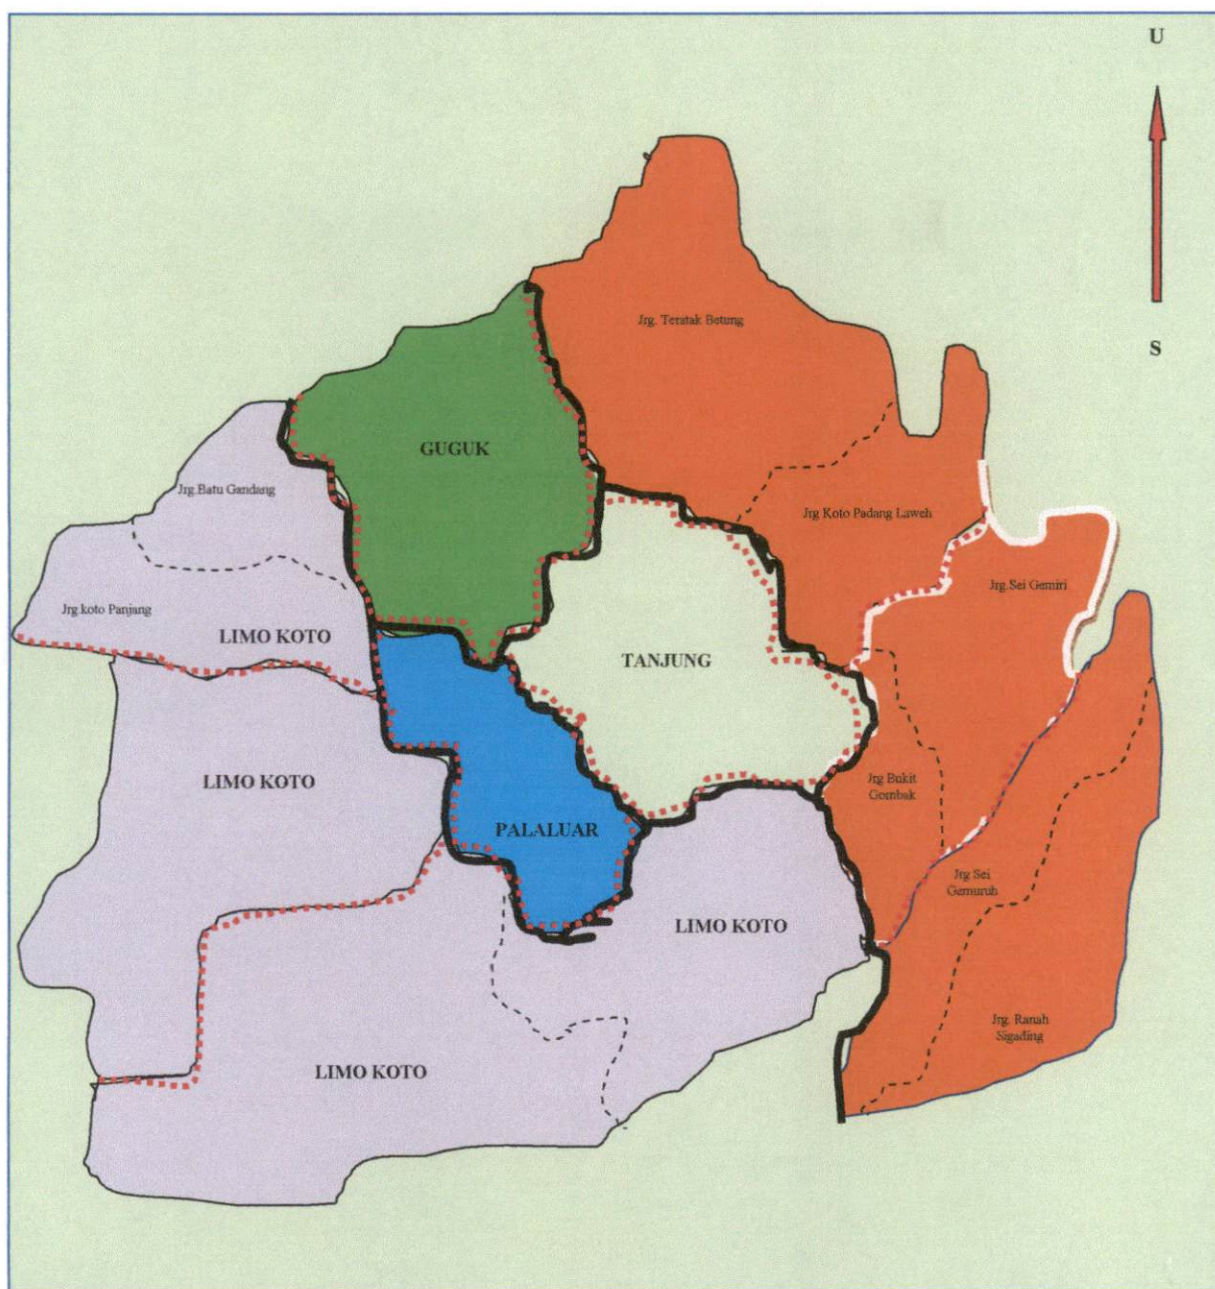 U
S
Jrg. Teratak Betung
GUGUK
Jrg.Batu Gandang
Jrg Koto Padang Laweh
Jrg.Sei Gemiri
Jrg.koto Panjang
LIMO KOTO
TANJUNG
LIMO KOTO
Jrg Bukit
Gombak
PALALUAR
Jrg Sei
Gemuruh
LIMO KOTO
Jrg. Ranah
Sigading
LIMO KOTO